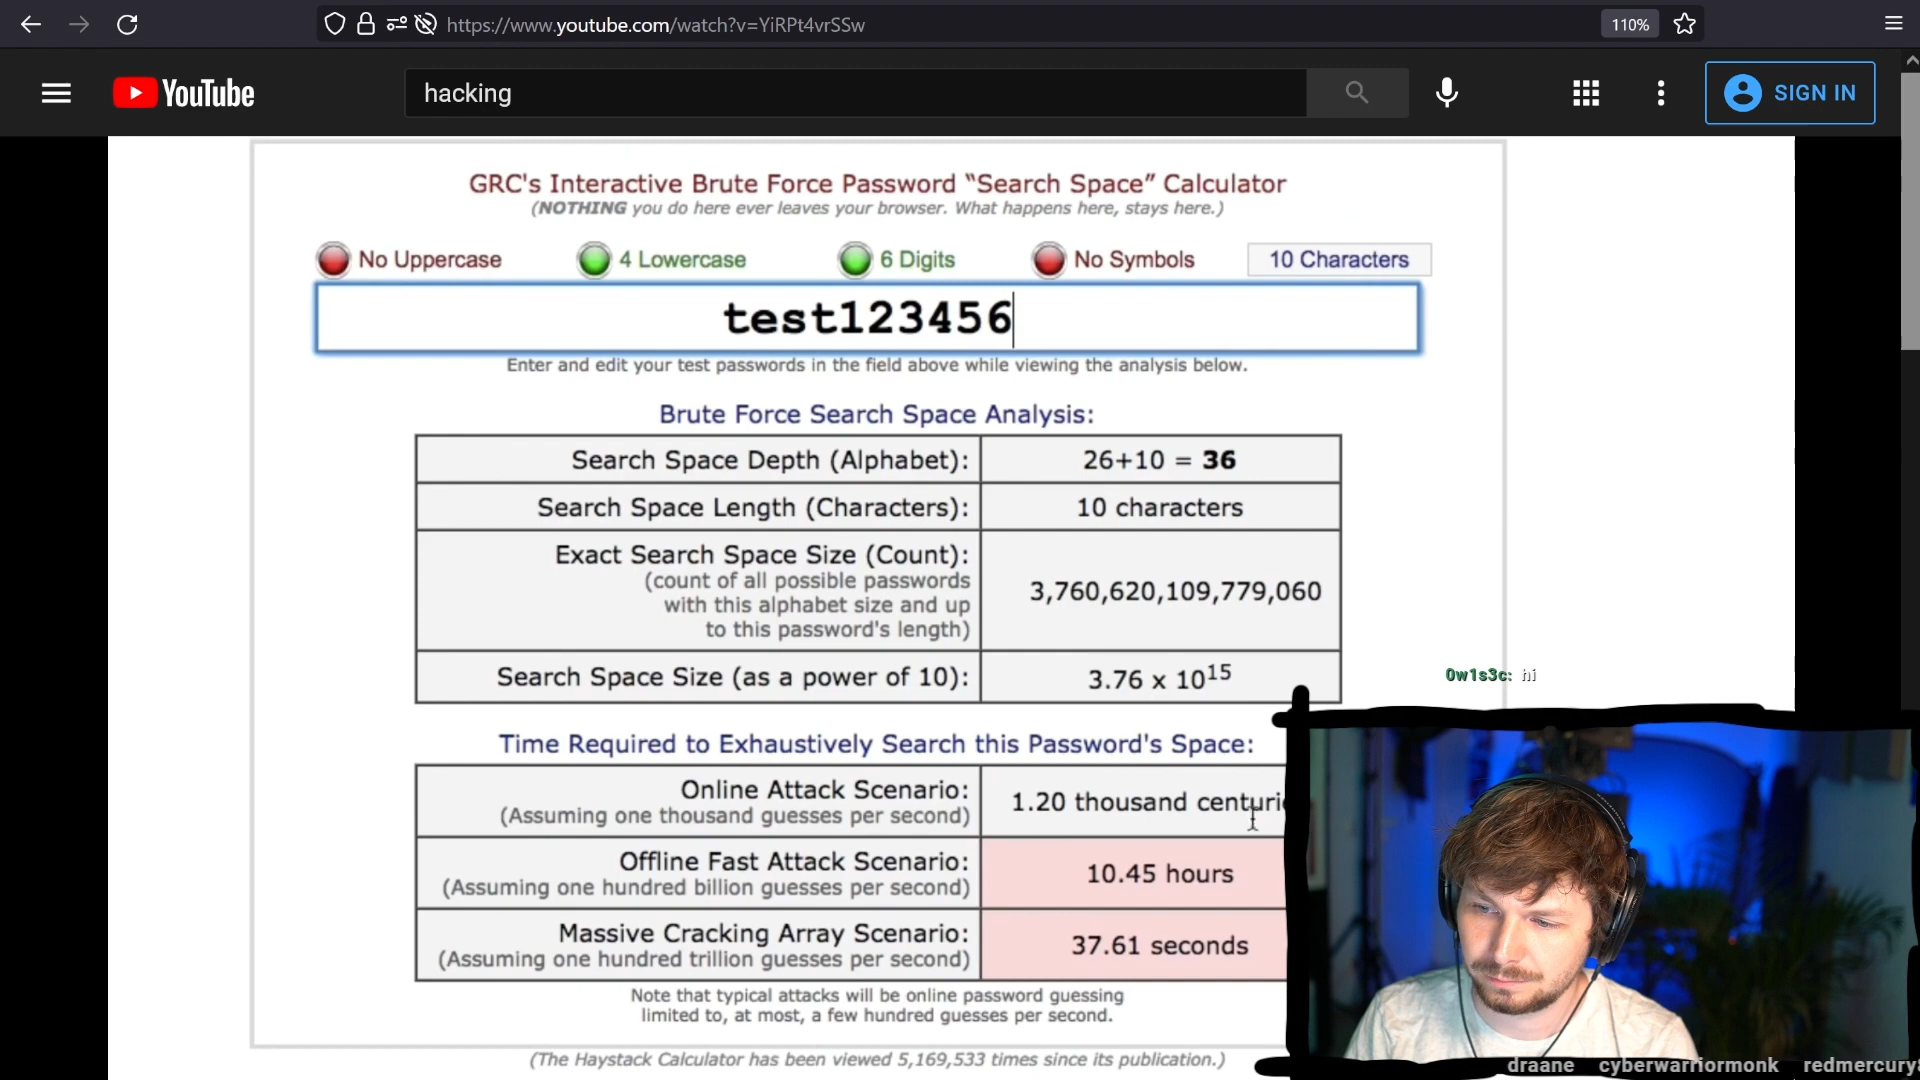 https://www.youtube.com/watch?v=YiRPt4vrSSw
110%
YouTube
hacking
SIGN IN
GRC's Interactive Brute Force Password “Search Space” Calculator
(NOTHING you do here ever leaves your browser. What happens here, stays here.)
No Uppercase
4 Lowercase
6 Digits
No Symbols
10 Characters
test123456
Enter and edit your test passwords in the field above while viewing the analysis below.
Brute Force Search Space Analysis:
Search Space Depth (Alphabet):
26+10 = 36
Search Space Length (Characters):
10 characters
Exact Search Space Size (Count):
(count of all possible passwords
with this alphabet size and up
to this password's length)
3,760,620,109,779,060
Search Space Size (as a power of 10):
3.76 x 10^15
0w1s3c: hi
Time Required to Exhaustively Search this Password's Space:
Online Attack Scenario:
(Assuming one thousand guesses per second)
1.20 thousand centuri
Offline Fast Attack Scenario:
(Assuming one hundred billion guesses per second)
10.45 hours
Massive Cracking Array Scenario:
(Assuming one hundred trillion guesses per second)
37.61 seconds
Note that typical attacks will be online password guessing
limited to, at most, a few hundred guesses per second.
(The Haystack Calculator has been viewed 5,169,533 times since its publication.)
draane cyberwarriormonk redmercury